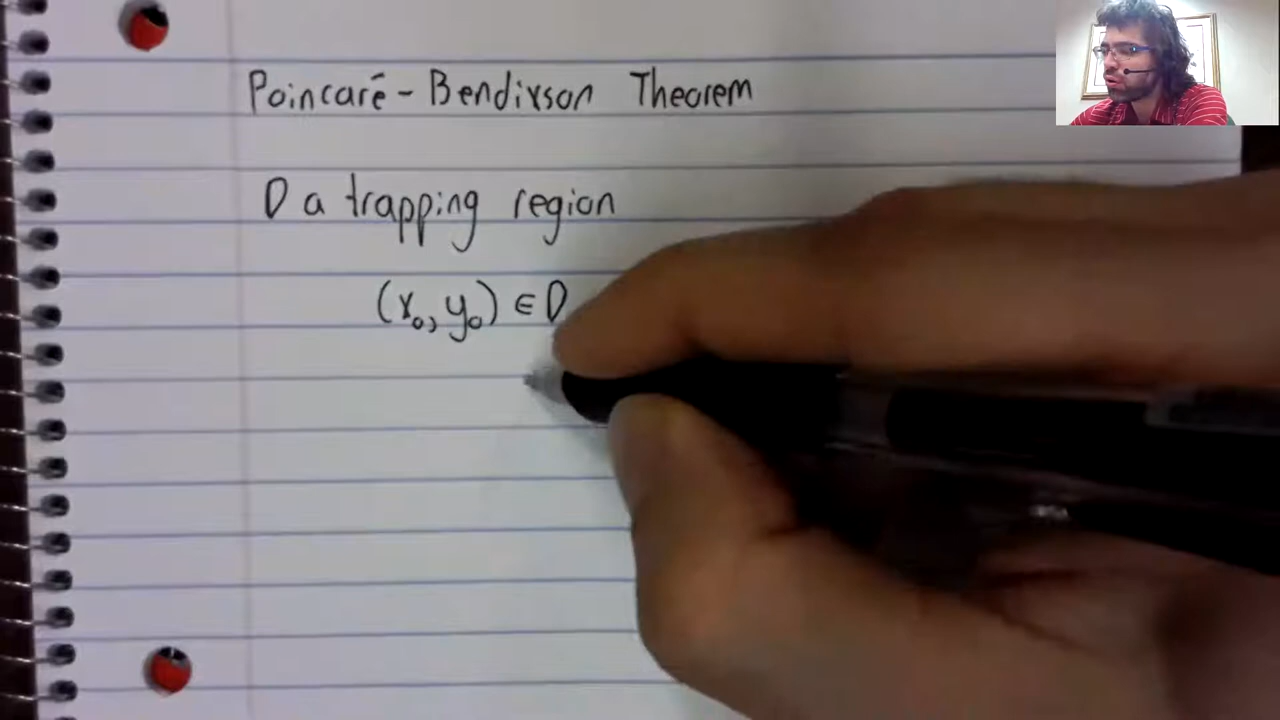 Poincaré - Bendixson Theorem
D a trapping region
(x₀, y₀) ∈ D